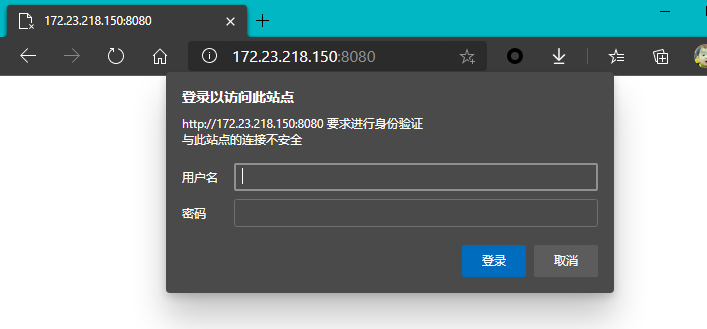 172.23.218.150:8080
172.23.218.150:8080
登录以访问此站点
http://172.23.218.150:8080 要求进行身份验证
与此站点的连接不安全
用户名
密码
登录
取消